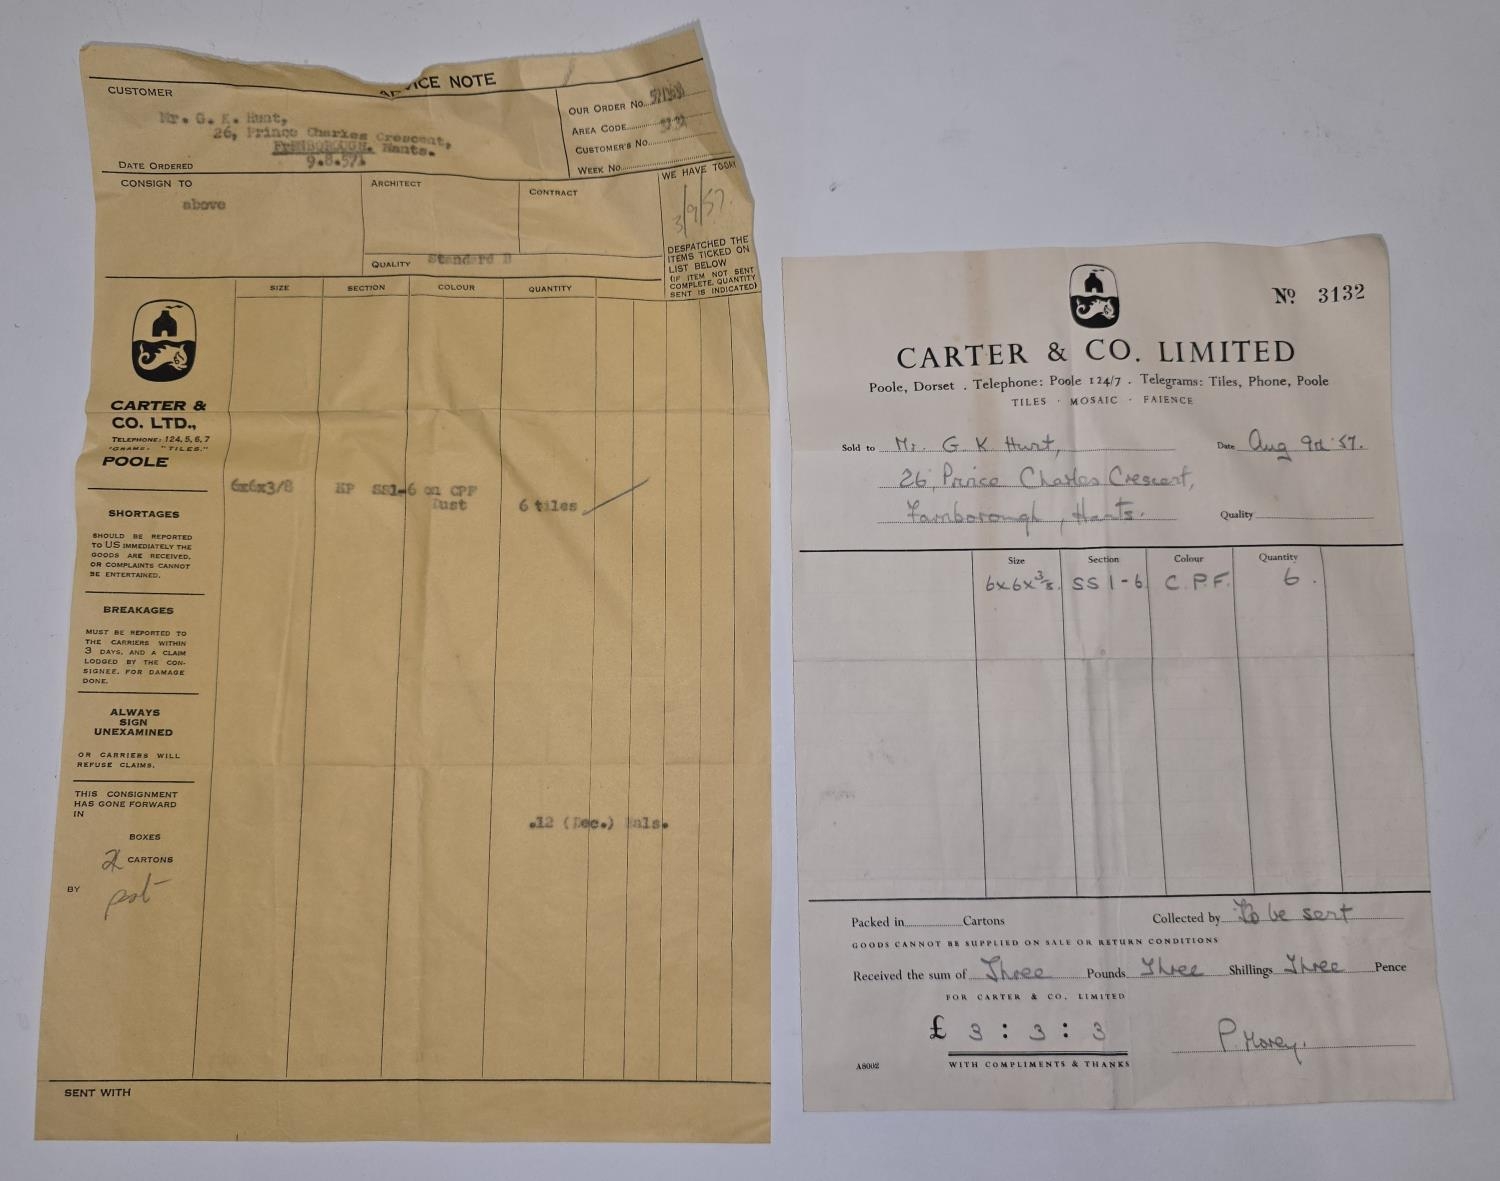 ADVICE NOTE
CUSTOMER
Mr. G. K. Hunt,
26, Prince Charles Crescent,
FARNBOROUGH. Hants.
9.8.57.
DATE ORDERED
OUR ORDER No.
AREA CODE
CUSTOMER'S No.
WEEK No.
CONSIGN TO
above
ARCHITECT
CONTRACT
QUALITY Standard B
WE HAVE TODAY
3/9/57.
DESPATCHED THE
ITEMS TICKED ON
LIST BELOW
(IF ITEM NOT SENT
COMPLETE, QUANTITY
SENT IS INDICATED)
SIZE SECTION COLOUR QUANTITY
CARTER &
CO. LTD.,
TELEPHONE: 124, 5, 6, 7
'GRAMS: "TILES."
POOLE
6x6x3/8 HP SS1-6 on CPF 6 tiles
Dust
SHORTAGES
SHOULD BE REPORTED
TO US IMMEDIATELY THE
GOODS ARE RECEIVED,
OR COMPLAINTS CANNOT
BE ENTERTAINED.
BREAKAGES
MUST BE REPORTED TO
THE CARRIERS WITHIN
3 DAYS, AND A CLAIM
LODGED BY THE CON-
SIGNEE, FOR DAMAGE
DONE.
ALWAYS
SIGN
UNEXAMINED
OR CARRIERS WILL
REFUSE CLAIMS.
THIS CONSIGNMENT
HAS GONE FORWARD
IN
BOXES
CARTONS
BY post
.12 (Dec.)
SENT WITH
No 3132
CARTER & CO. LIMITED
Poole, Dorset . Telephone: Poole 124/7 . Telegrams: Tiles, Phone, Poole
TILES · MOSAIC · FAIENCE
Sold to Mr. G K Hunt, Date Aug 9th '57.
26, Prince Charles Crescent,
Farnborough, Hants.
Quality
Size Section Colour Quantity
6x6x3/8. SS 1-6 C.P.F. 6.
Packed in Cartons Collected by To be sent
GOODS CANNOT BE SUPPLIED ON SALE OR RETURN CONDITIONS
Received the sum of Three Pounds Three Shillings Three Pence
FOR CARTER & CO. LIMITED
£ 3 : 3 : 3
P. Morey.
A8002
WITH COMPLIMENTS & THANKS